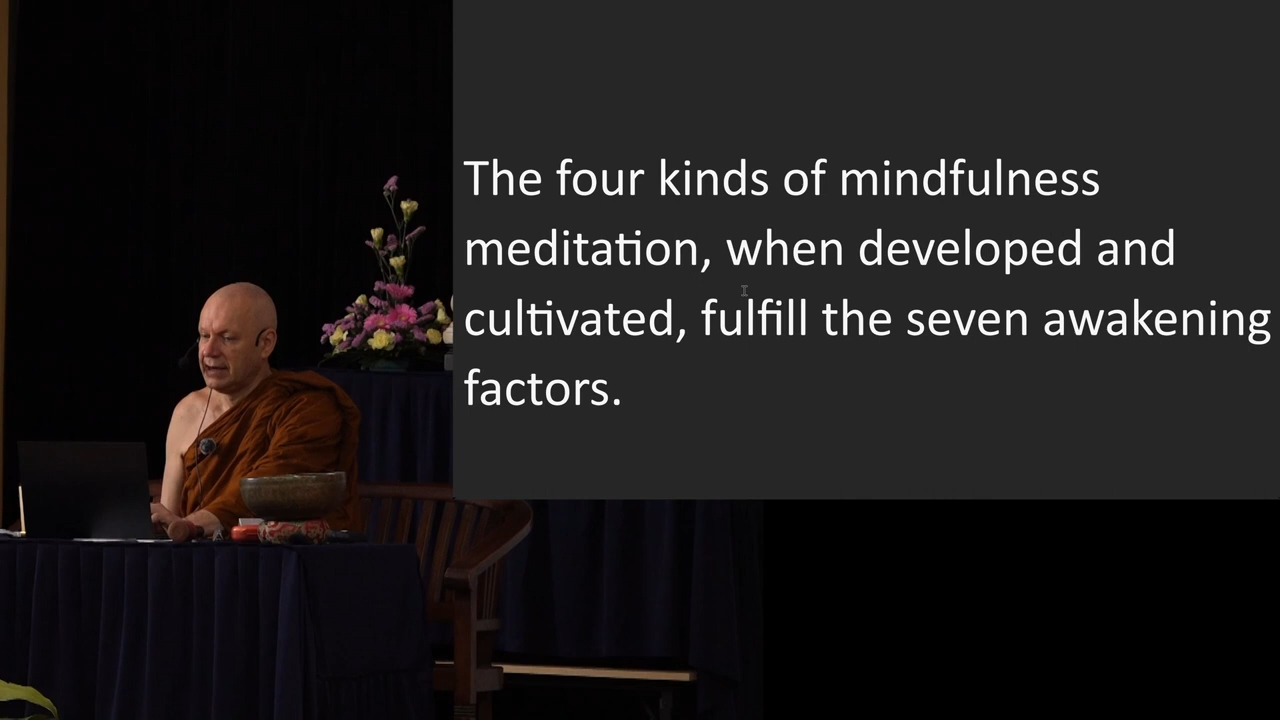 The four kinds of mindfulness
meditation, when developed and
cultivated, fulfill the seven awakening
factors.